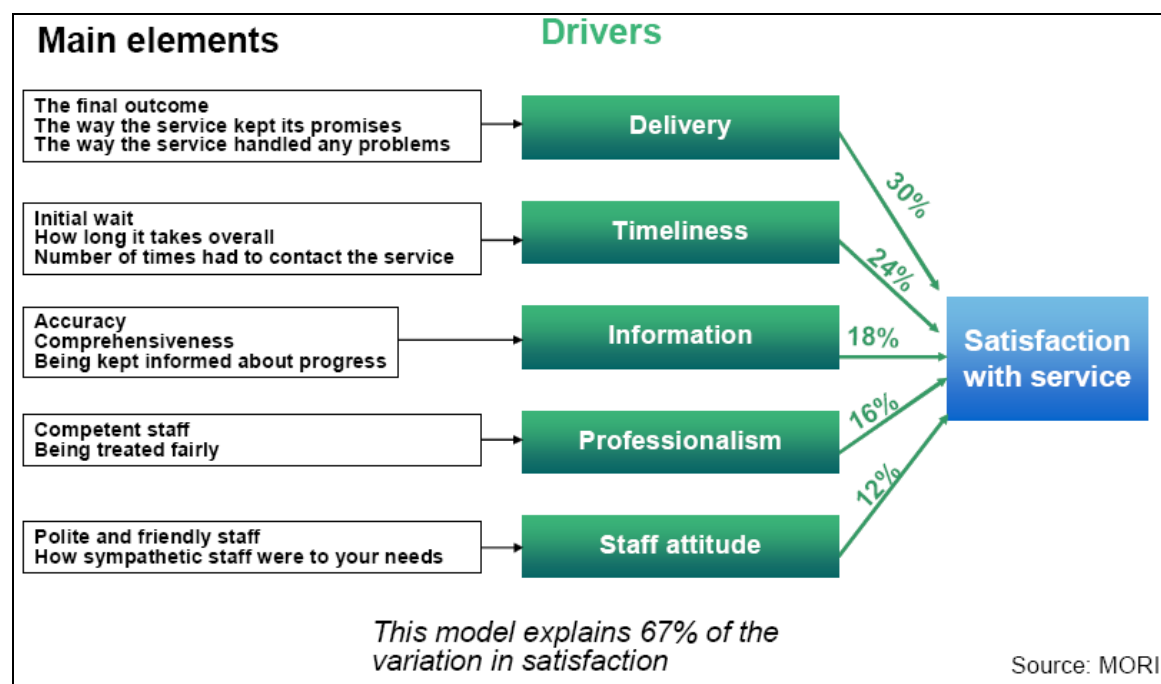 Main elements
Drivers
The final outcome
The way the service kept its promises
The way the service handled any problems
Delivery
30%
Initial wait
How long it takes overall
Number of times had to contact the service
Timeliness
24%
Accuracy
Comprehensiveness
Being kept informed about progress
Information
18%
Satisfaction
with service
Competent staff
Being treated fairly
Professionalism
16%
Polite and friendly staff
How sympathetic staff were to your needs
Staff attitude
12%
This model explains 67% of the
variation in satisfaction
Source: MORI